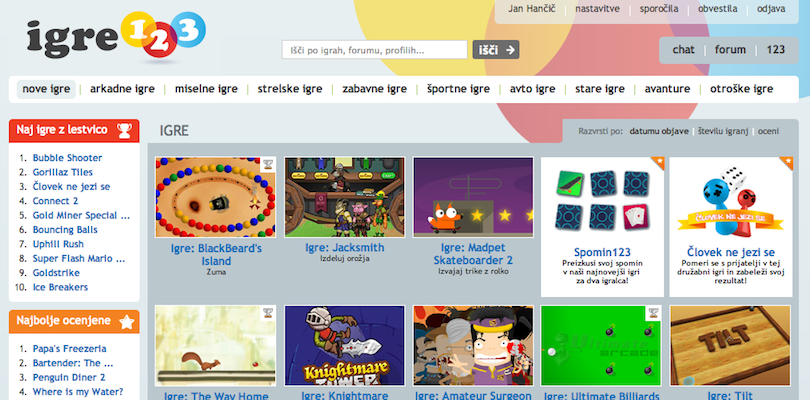 Jan Hančič | nastavitve | sporočila | obvestila | odjava
igre 123
Išči po igrah, forumu, profilih...
išči
chat | forum | 123
nove igre | arkadne igre | miselne igre | strelske igre | zabavne igre | športne igre | avto igre | stare igre | avanture | otroške igre
Naj igre z lestvico
1. Bubble Shooter
2. Gorillaz Tiles
3. Človek ne jezi se
4. Connect 2
5. Gold Miner Special ...
6. Bouncing Balls
7. Uphill Rush
8. Super Flash Mario ...
9. Goldstrike
10. Ice Breakers
Najbolje ocenjene
1. Papa's Freezeria
2. Bartender: The ...
3. Penguin Diner 2
4. Where is my Water?
IGRE
Razvrsti po: datumu objave | številu igranj | oceni
Igre: BlackBeard's
Island
Zuma
Igre: Jacksmith
Izdeluj orožja
Igre: Madpet
Skateboarder 2
Izvajaj trike z rolko
Spomin123
Preizkusi svoj spomin
v naši najnovejši igri
za dva igralca!
ČLOVEK NE JEZI SE
Človek ne jezi se
Pomeri se s prijatelji v tej
družabni igri in zabeleži svoj
rezultat!
Igre: The Way Home
Knightmare
TOWER
Igre: Knightmare
Igre: Amateur Surgeon
Ultimate
arcade
Igre: Ultimate Billiards
TILT
Igre: Tilt